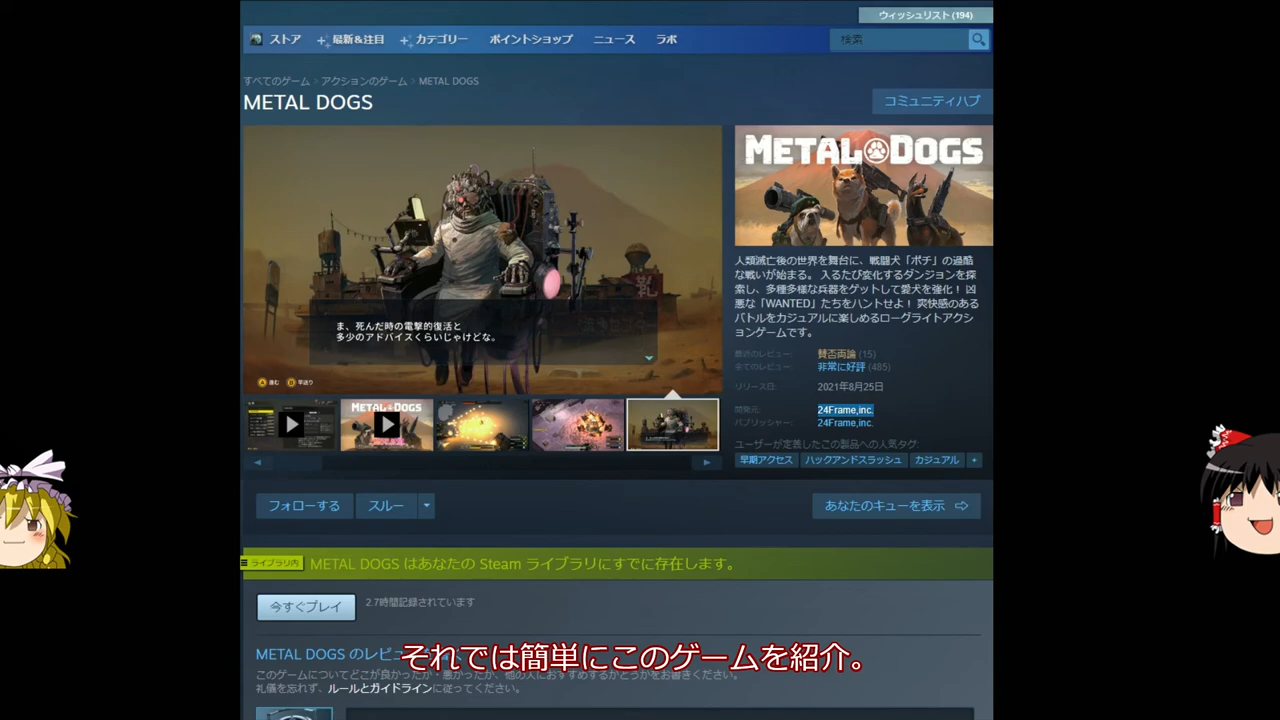 ウィッシュリスト (194)
ストア 最新&注目 カテゴリー ポイントショップ ニュース ラボ 検索
すべてのゲーム > アクションのゲーム > METAL DOGS
METAL DOGS
コミュニティハブ
METAL DOGS
ま、死んだ時の電撃的復活と
多少のアドバイスくらいじゃけどな。
A 進む B 早送り
METAL DOGS
人類滅亡後の世界を舞台に、戦闘犬「ポチ」の過酷
な戦いが始まる。 入るたび変化するダンジョンを探
索し、多種多様な兵器をゲットして愛犬を強化！ 凶
悪な「WANTED」たちをハントせよ！ 爽快感のある
バトルをカジュアルに楽しめるローグライトアクシ
ョンゲームです。
最近のレビュー: 賛否両論 (15)
全てのレビュー: 非常に好評 (485)
リリース日: 2021年8月25日
開発元: 24Frame,inc.
パブリッシャー: 24Frame,inc.
ユーザーが定義したこの製品への人気タグ:
早期アクセス ハックアンドスラッシュ カジュアル +
フォローする スルー
あなたのキューを表示
ライブラリ内 METAL DOGS はあなたの Steam ライブラリにすでに存在します。
今すぐプレイ 2.7時間記録されています
METAL DOGS のレビュ
それでは簡単にこのゲームを紹介。
このゲームについてどこが良かったか・悪かったか、他の人におすすめするかどうかをお書きください。
礼儀を忘れず、ルールとガイドラインに従ってください。